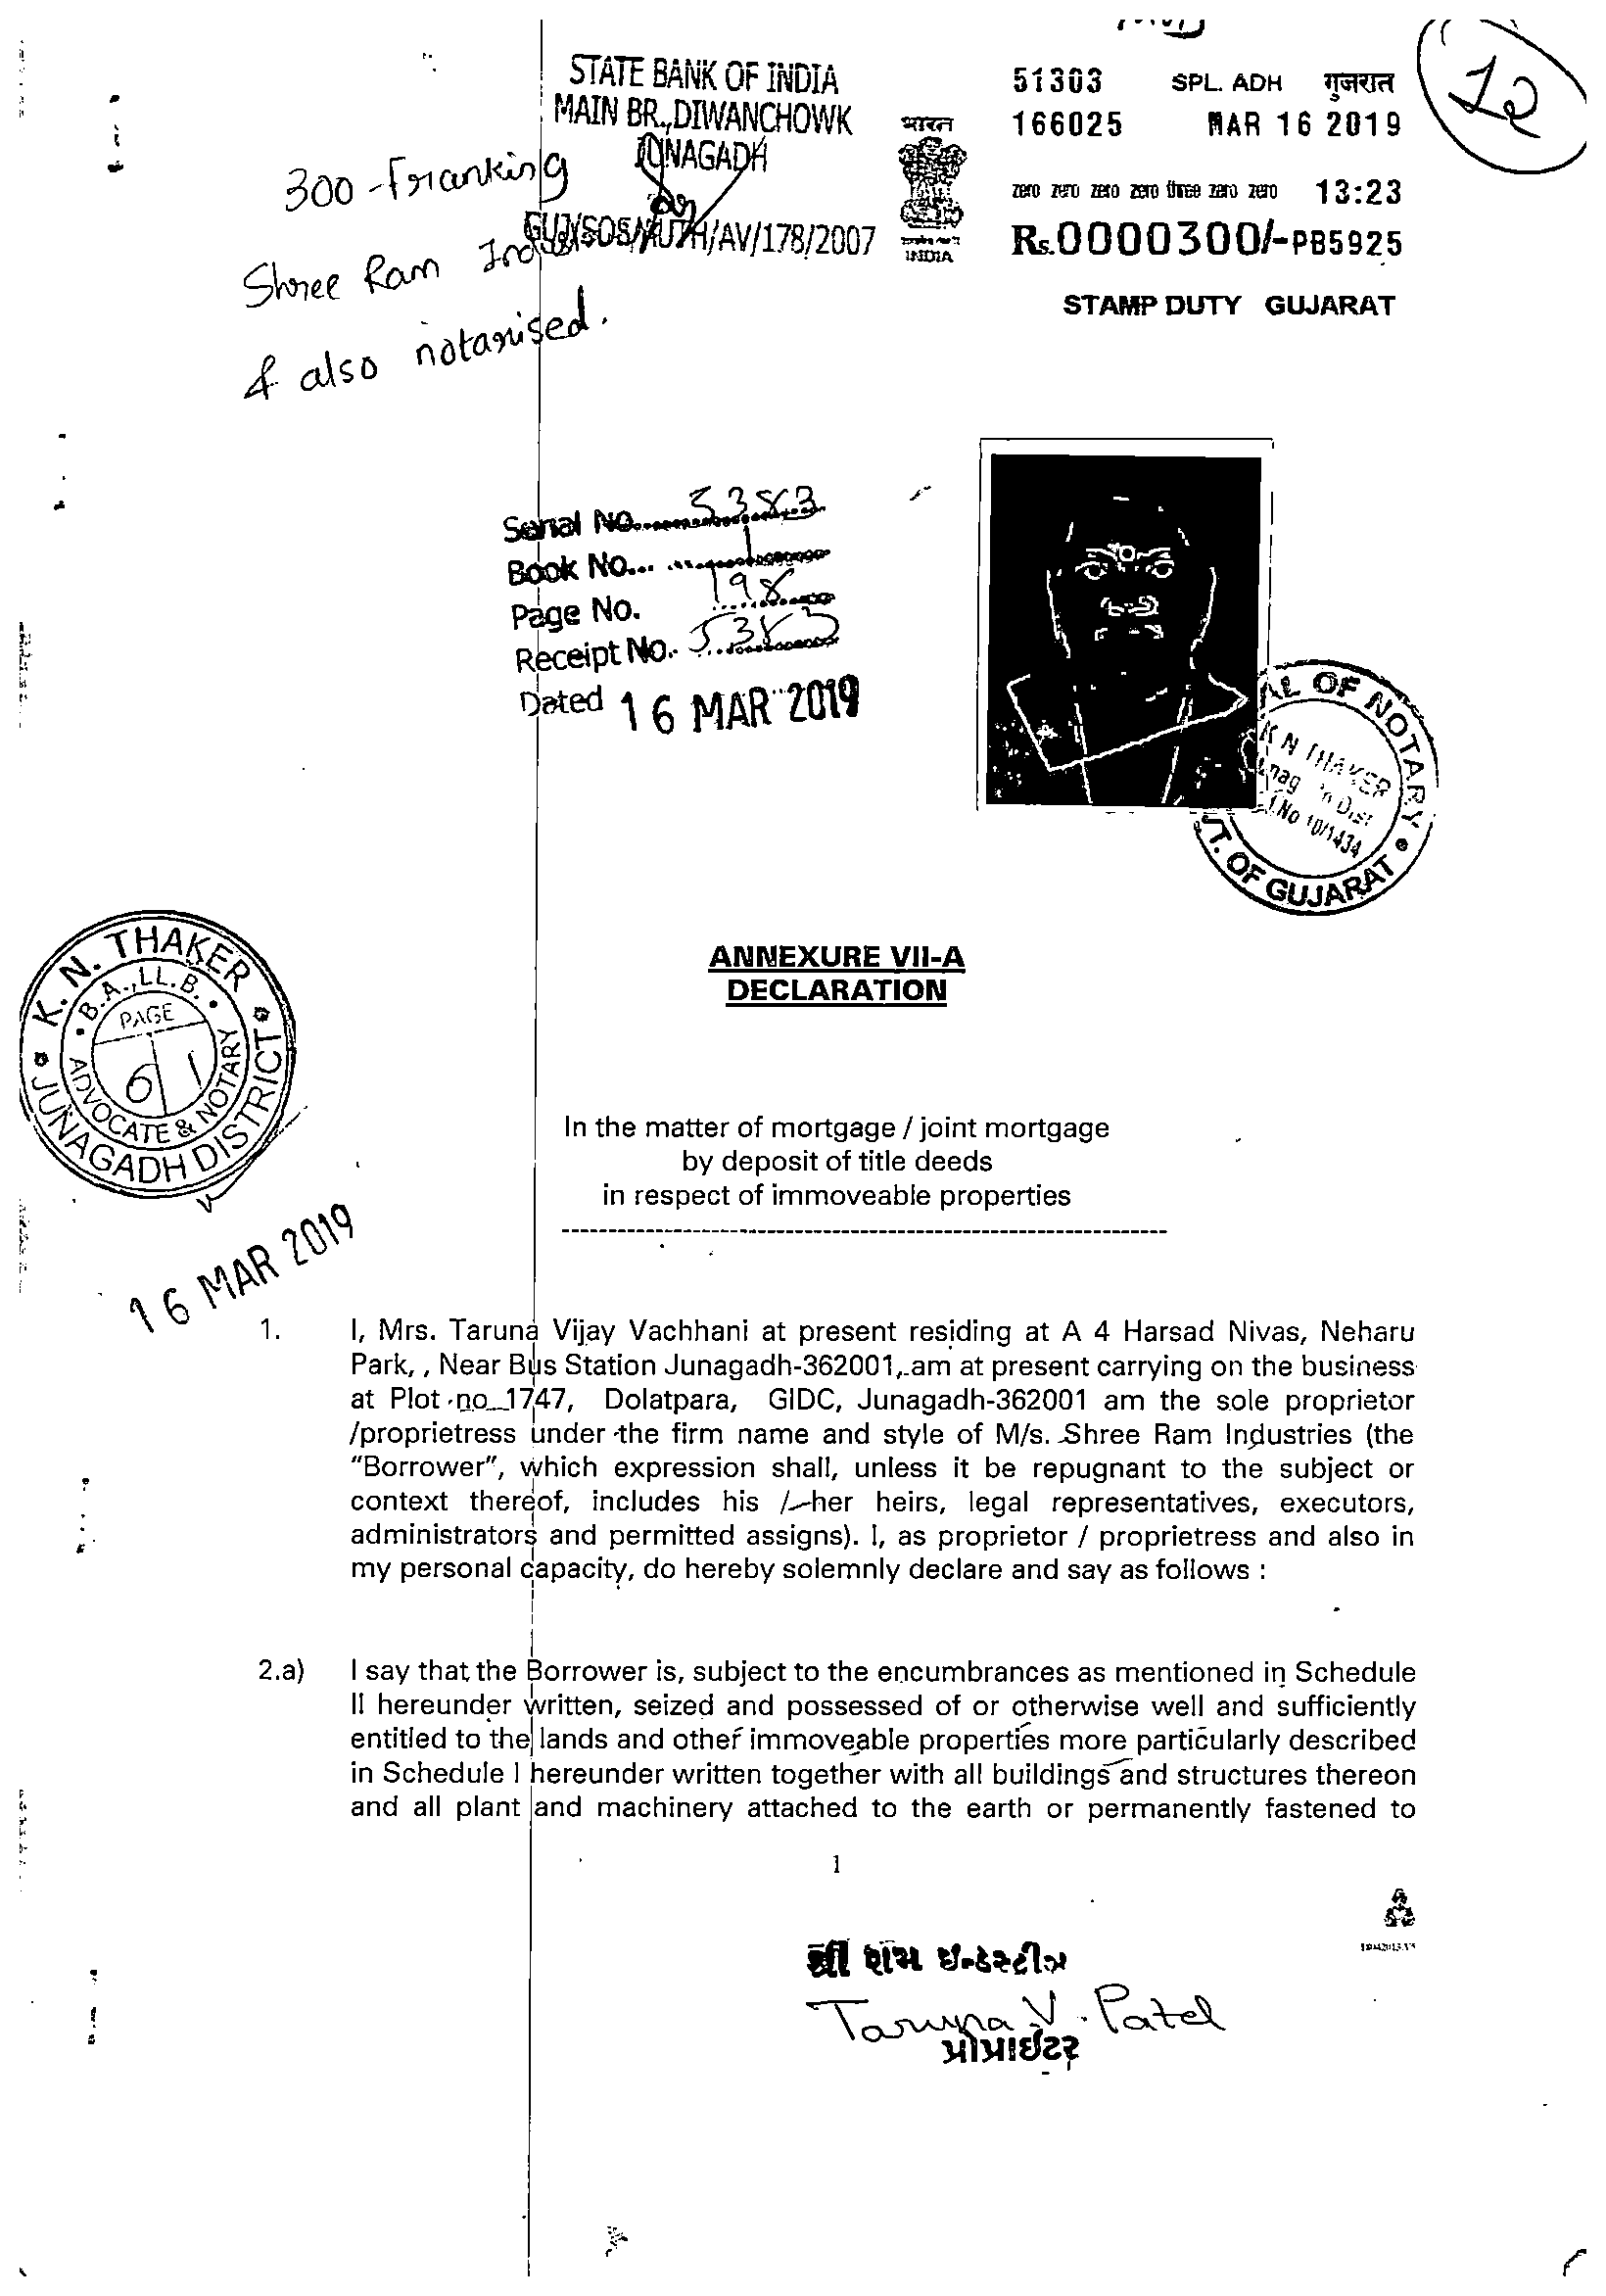 STATE BANK OF INDIA
MAIN BR., DIWANCHOWK
JUNAGADH
GUJ/SOS/AUTH/AV/178/2007
भारत
INDIA
51303 SPL. ADH गुजरात
166025 MAR 16 2019
zero zero zero zero three zero zero 13:23
Rs.0000300/-PB5925
STAMP DUTY GUJARAT
12
300 - Franking
Shree Ram
& also notarised.
Serial No. 5383
Book No. 1
Page No. 198
Receipt No. 5383
Dated 16 MAR 2019
OF NOTARY
K N THAKER
Dist
No 10/1434
OF GUJARAT
K. N. THAKER
B.A., LL.B.
PAGE
61
ADVOCATE & NOTARY
JUNAGADH DISTRICT
16 MAR 2019
ANNEXURE VII-A
DECLARATION
In the matter of mortgage / joint mortgage
by deposit of title deeds
in respect of immoveable properties
1. I, Mrs. Taruna Vijay Vachhani at present residing at A 4 Harsad Nivas, Neharu
Park, , Near Bus Station Junagadh-362001, am at present carrying on the business
at Plot no 1747, Dolatpara, GIDC, Junagadh-362001 am the sole proprietor
/proprietress under the firm name and style of M/s. Shree Ram Industries (the
“Borrower”, which expression shall, unless it be repugnant to the subject or
context thereof, includes his / her heirs, legal representatives, executors,
administrators and permitted assigns). I, as proprietor / proprietress and also in
my personal capacity, do hereby solemnly declare and say as follows :
2.a) I say that the Borrower is, subject to the encumbrances as mentioned in Schedule
II hereunder written, seized and possessed of or otherwise well and sufficiently
entitled to the lands and other immoveable properties more particularly described
in Schedule I hereunder written together with all buildings and structures thereon
and all plant and machinery attached to the earth or permanently fastened to
1
શ્રી રામ ઇન્ડસ્ટ્રીઝ
Taruna V. Patel
પ્રોપ્રાઇટર